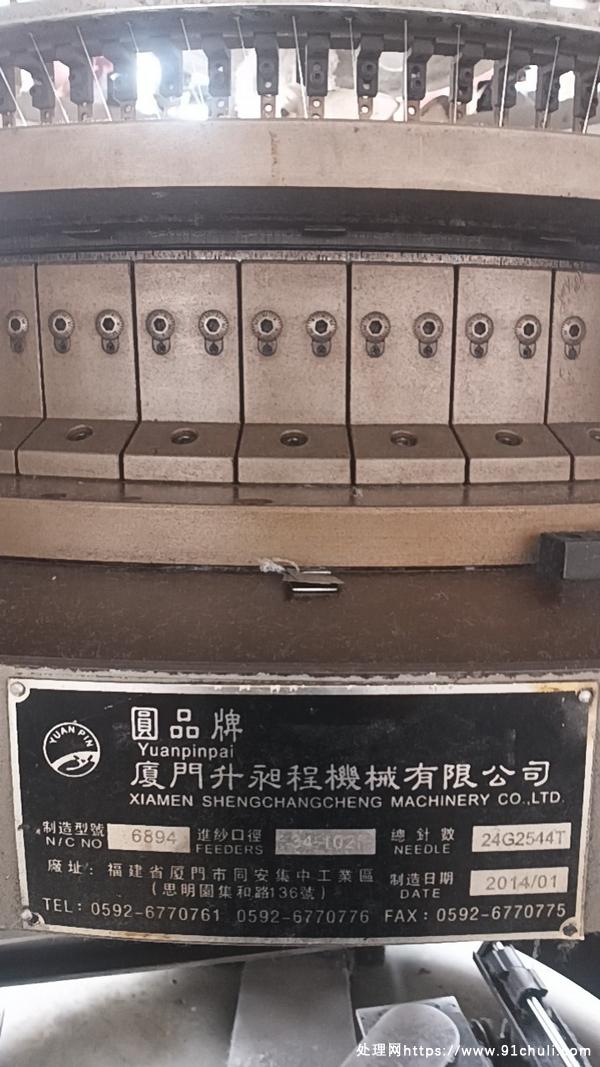 YUAN PIN
圓品牌
Yuanpinpai
廈門升昶程機械有限公司
XIAMEN SHENGCHANGCHENG MACHINERY CO.,LTD.
制造型號 6894 進紗口徑 總針數 24G2544T
N/C NO FEEDERS NEEDLE
廠址：福建省厦門市同安集中工業區
（思明園集和路136號）
制造日期 2014/01
DATE
TEL：0592-6770761 0592-6770776 FAX：0592-6770775
处理网https://www.91chuli.com